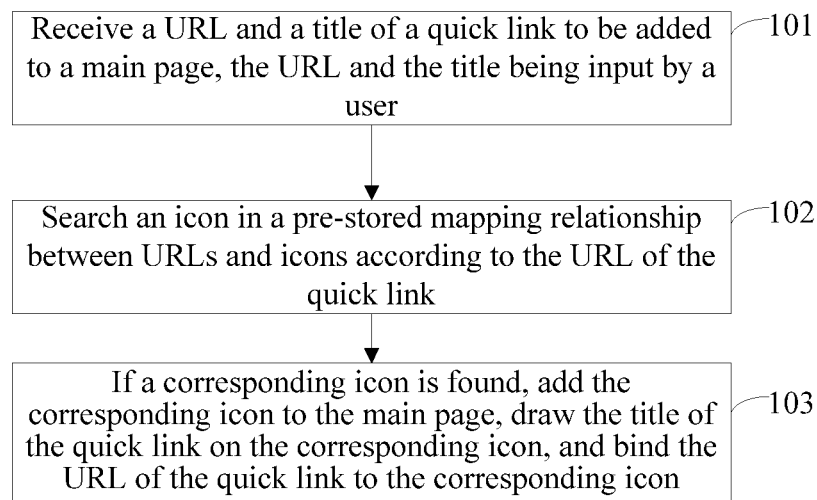 Receive a URL and a title of a quick link to be added
to a main page, the URL and the title being input by a
user
101
Search an icon in a pre-stored mapping relationship
between URLs and icons according to the URL of the
quick link
102
If a corresponding icon is found, add the
corresponding icon to the main page, draw the title of
the quick link on the corresponding icon, and bind the
URL of the quick link to the corresponding icon
103